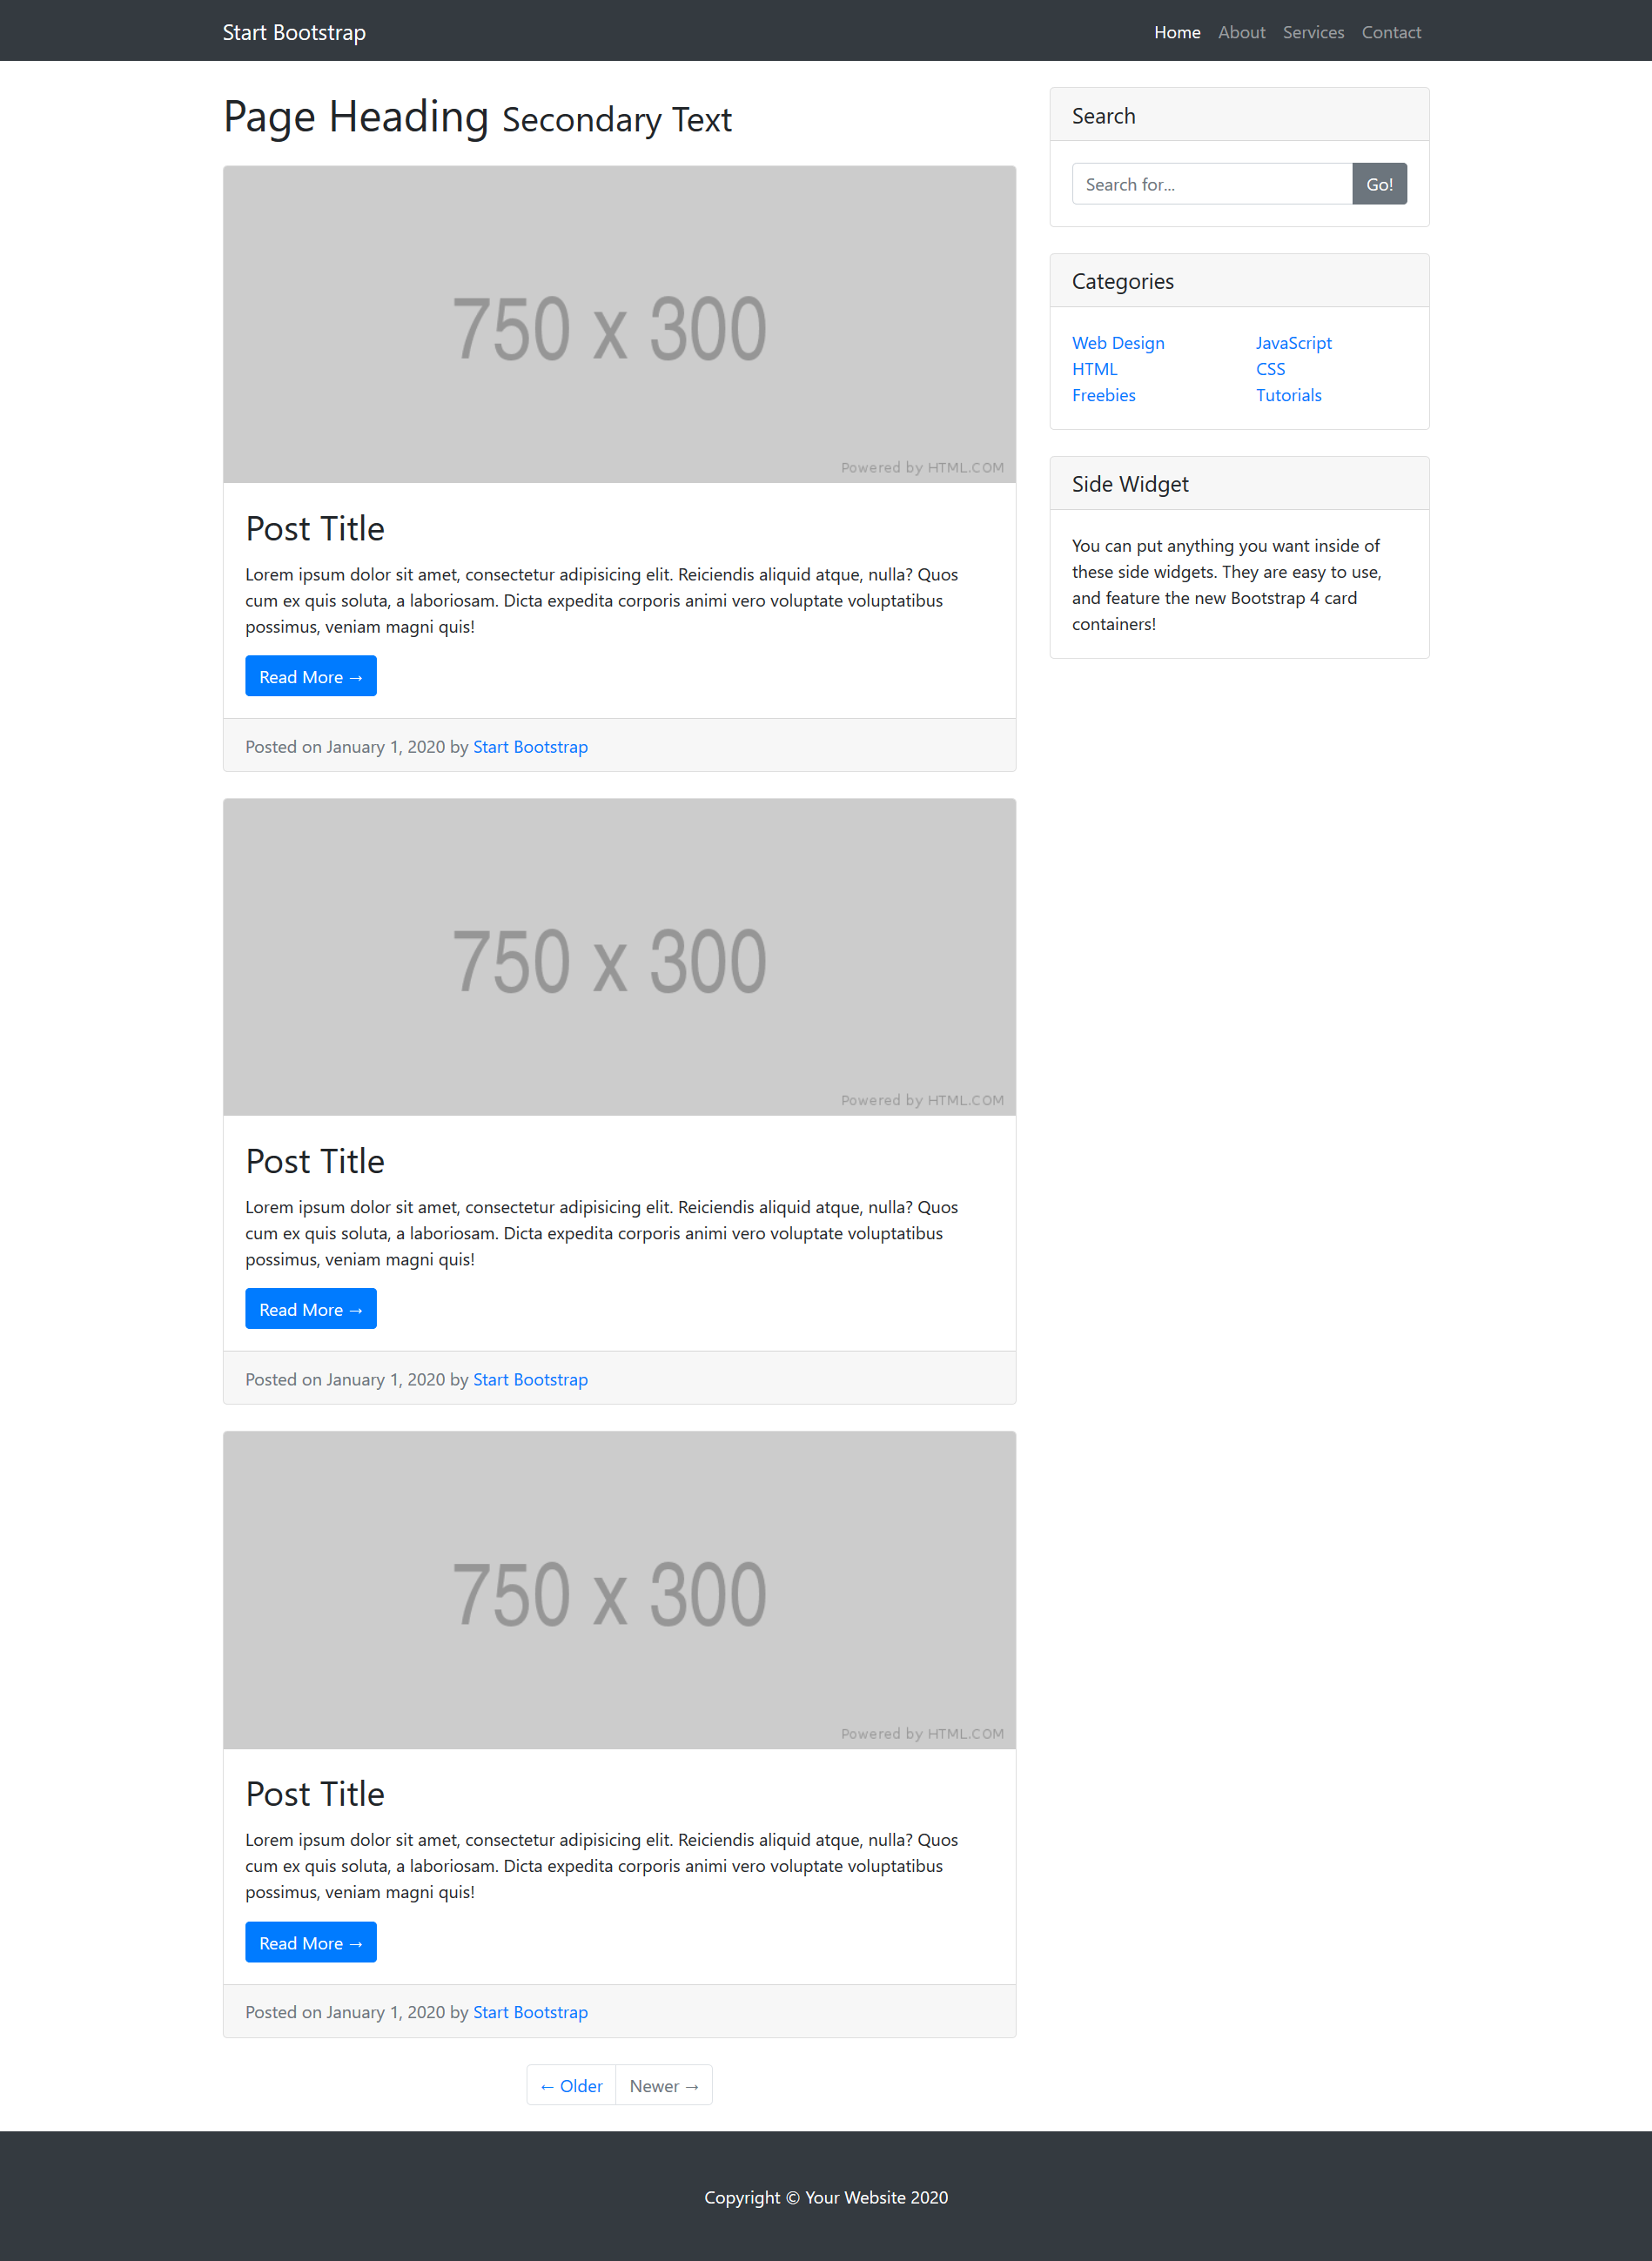 Start Bootstrap
Home About Services Contact
Page Heading Secondary Text
750 x 300
Powered by HTML.COM
Post Title
Lorem ipsum dolor sit amet, consectetur adipisicing elit. Reiciendis aliquid atque, nulla? Quos
cum ex quis soluta, a laboriosam. Dicta expedita corporis animi vero voluptate voluptatibus
possimus, veniam magni quis!
Read More →
Posted on January 1, 2020 by Start Bootstrap
750 x 300
Powered by HTML.COM
Post Title
Lorem ipsum dolor sit amet, consectetur adipisicing elit. Reiciendis aliquid atque, nulla? Quos
cum ex quis soluta, a laboriosam. Dicta expedita corporis animi vero voluptate voluptatibus
possimus, veniam magni quis!
Read More →
Posted on January 1, 2020 by Start Bootstrap
750 x 300
Powered by HTML.COM
Post Title
Lorem ipsum dolor sit amet, consectetur adipisicing elit. Reiciendis aliquid atque, nulla? Quos
cum ex quis soluta, a laboriosam. Dicta expedita corporis animi vero voluptate voluptatibus
possimus, veniam magni quis!
Read More →
Posted on January 1, 2020 by Start Bootstrap
← Older Newer →
Search
Search for... Go!
Categories
Web Design JavaScript
HTML CSS
Freebies Tutorials
Side Widget
You can put anything you want inside of
these side widgets. They are easy to use,
and feature the new Bootstrap 4 card
containers!
Copyright © Your Website 2020